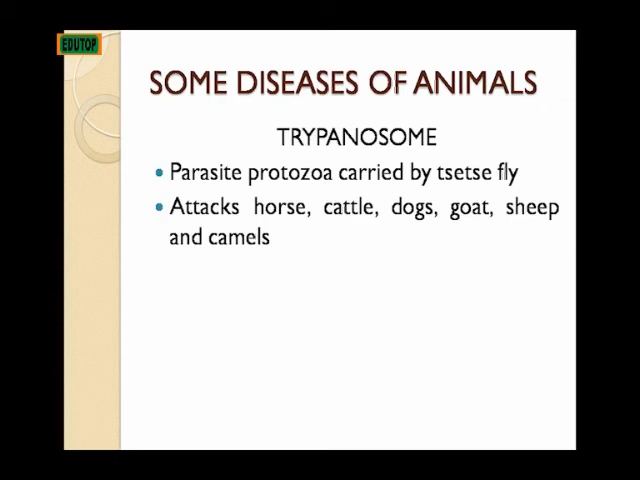 EDUTOP
SOME DISEASES OF ANIMALS
TRYPANOSOME
• Parasite protozoa carried by tsetse fly
• Attacks horse, cattle, dogs, goat, sheep
and camels